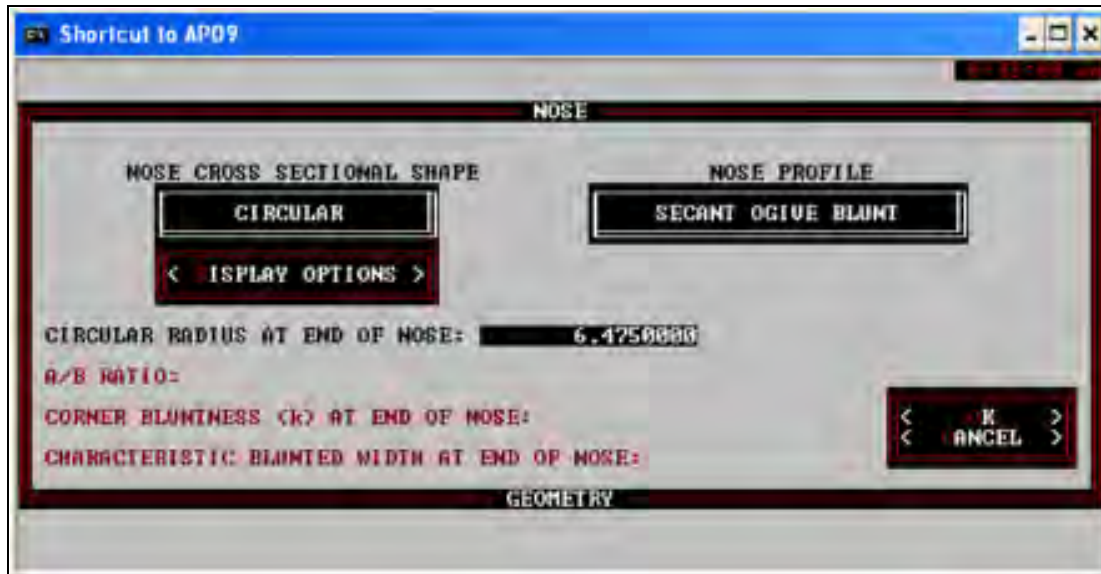 Shortcut to AP09
NOSE
NOSE CROSS SECTIONAL SHAPE
NOSE PROFILE
CIRCULAR
SECANT OGIVE BLUNT
< ISPLAY OPTIONS >
CIRCULAR RADIUS AT END OF NOSE: 6.4750000
A/B RATIO:
CORNER BLUNTNESS (k) AT END OF NOSE:
CHARACTERISTIC BLUNTED WIDTH AT END OF NOSE:
< K >
< ANCEL >
GEOMETRY